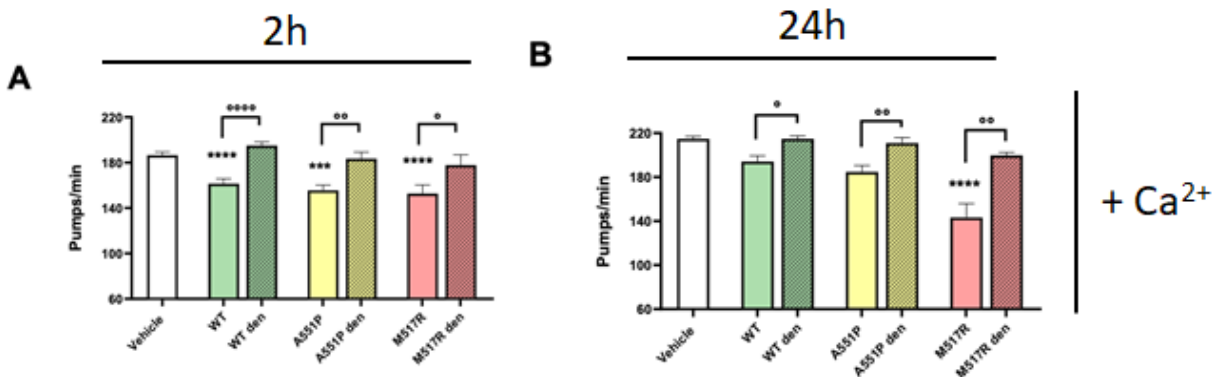 2h
24h
A
B
°°°°
°°
°
°
°°
°°
****
***
****
****
220
180
140
100
60
Pumps/min
220
180
140
100
60
Pumps/min
+ Ca²⁺
Vehicle
WT
WT den
A551P
A551P den
M517R
M517R den
Vehicle
WT
WT den
A551P
A551P den
M517R
M517R den